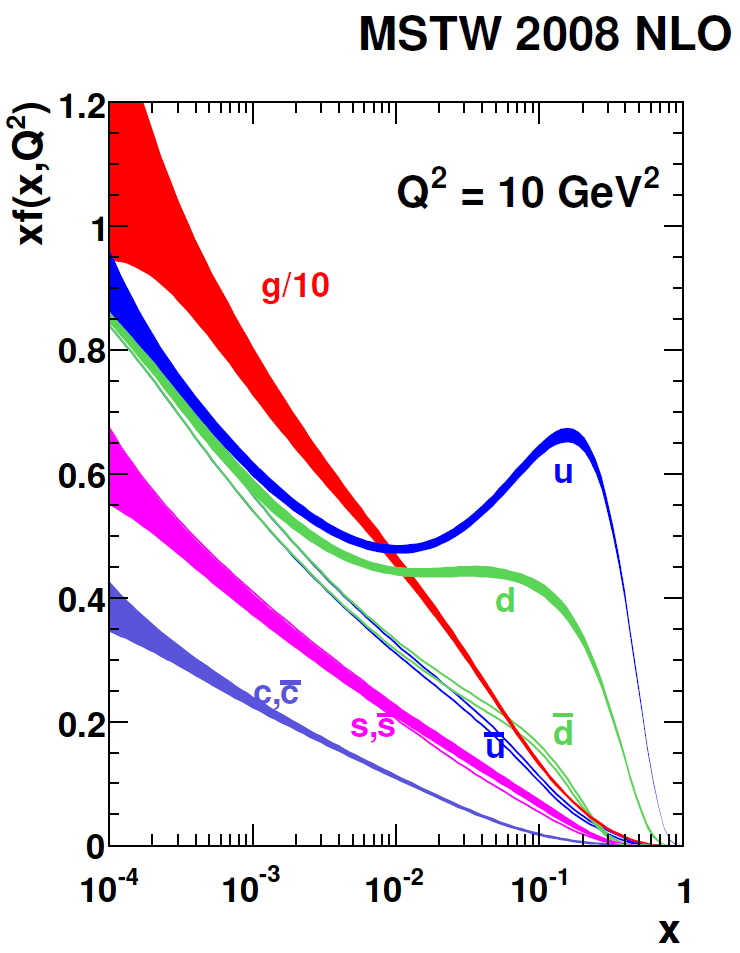 MSTW 2008 NLO
xf(x,Q²)
1.2
1
0.8
0.6
0.4
0.2
0
Q² = 10 GeV²
g/10
u
d
c,c̅
s,s̅
u̅
d̅
10⁻⁴
10⁻³
10⁻²
10⁻¹
1
x